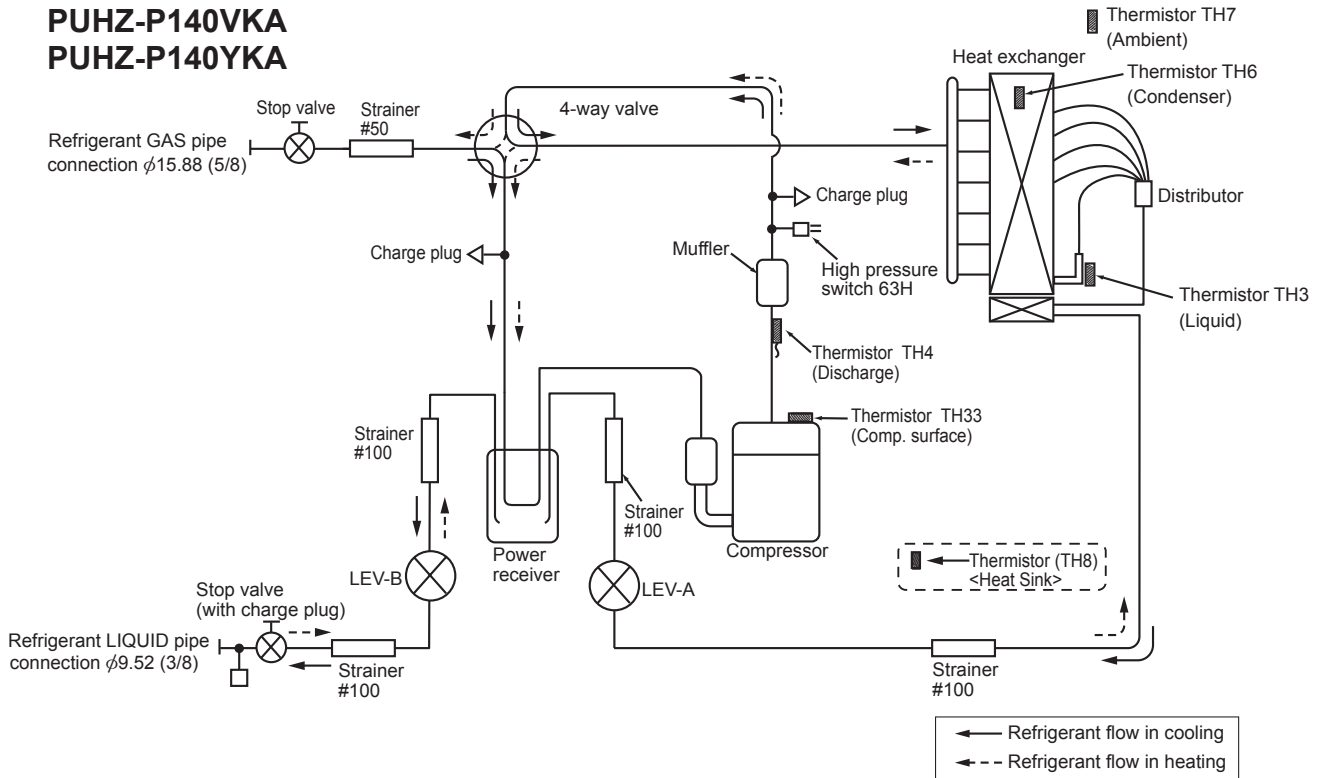 PUHZ-P140VKA
PUHZ-P140YKA
Thermistor TH7
(Ambient)
Heat exchanger
Thermistor TH6
(Condenser)
Stop valve
Strainer
#50
4-way valve
Refrigerant GAS pipe
connection ϕ15.88 (5/8)
Charge plug
Distributor
Charge plug
Muffler
High pressure
switch 63H
Thermistor TH3
(Liquid)
Thermistor TH4
(Discharge)
Thermistor TH33
(Comp. surface)
Strainer
#100
Strainer
#100
Power
receiver
Compressor
Thermistor (TH8)
<Heat Sink>
LEV-B
LEV-A
Stop valve
(with charge plug)
Refrigerant LIQUID pipe
connection ϕ9.52 (3/8)
Strainer
#100
Strainer
#100
Refrigerant flow in cooling
Refrigerant flow in heating